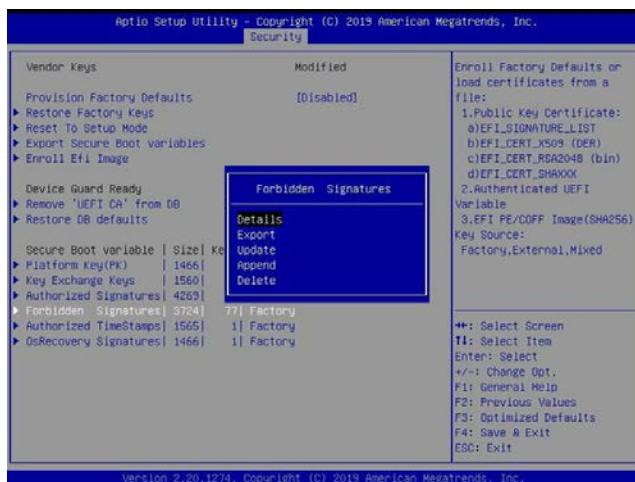 Aptio Setup Utility - Copyright (C) 2019 American Megatrends, Inc.
Security
Vendor Keys Modified
Provision Factory Defaults [Disabled]
Restore Factory Keys
Reset To Setup Mode
Export Secure Boot variables
Enroll Efi Image
Device Guard Ready
Remove 'UEFI CA' from DB
Restore DB defaults
Secure Boot variable | Size| Ke
Platform Key(PK) | 1466|
Key Exchange Keys | 1560|
Authorized Signatures| 4269|
Forbidden Signatures| 3724| 77| Factory
Authorized TimeStamps| 1565| 1| Factory
OsRecovery Signatures| 1466| 1| Factory
Forbidden Signatures
Details
Export
Update
Append
Delete
Enroll Factory Defaults or
load certificates from a
file:
1.Public Key Certificate:
a)EFI_SIGNATURE_LIST
b)EFI_CERT_X509 (DER)
c)EFI_CERT_RSA2048 (bin)
d)EFI_CERT_SHAXXX
2.Authenticated UEFI
Variable
3.EFI PE/COFF Image(SHA256)
Key Source:
Factory,External,Mixed
↔: Select Screen
↑↓: Select Item
Enter: Select
+/-: Change Opt.
F1: General Help
F2: Previous Values
F3: Optimized Defaults
F4: Save & Exit
ESC: Exit
Version 2.20.1274. Copyright (C) 2019 American Megatrends, Inc.